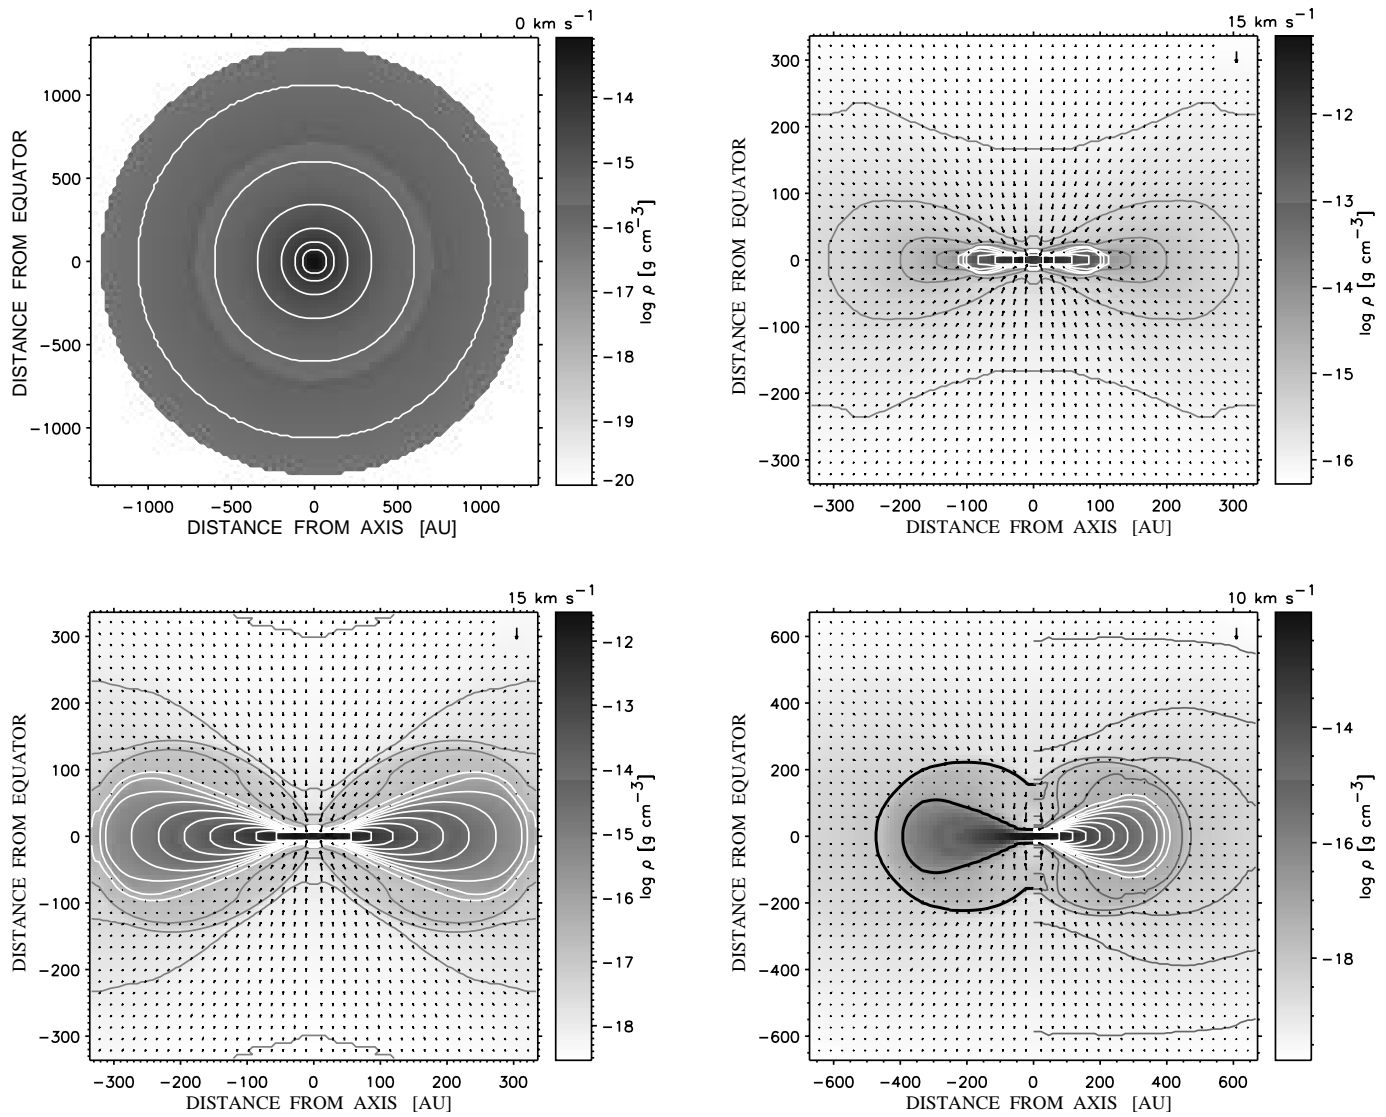 0 km s⁻¹
1000
500
0
−500
−1000
DISTANCE FROM EQUATOR
−1000 −500 0 500 1000
DISTANCE FROM AXIS [AU]
−14
−15
−16
−17
−18
−19
−20
log ρ [g cm⁻³]
15 km s⁻¹
300
200
100
0
−100
−200
−300
DISTANCE FROM EQUATOR
−300 −200 −100 0 100 200 300
DISTANCE FROM AXIS [AU]
−12
−13
−14
−15
−16
log ρ [g cm⁻³]
15 km s⁻¹
300
200
100
0
−100
−200
−300
DISTANCE FROM EQUATOR
−300 −200 −100 0 100 200 300
DISTANCE FROM AXIS [AU]
−12
−13
−14
−15
−16
−17
−18
log ρ [g cm⁻³]
10 km s⁻¹
600
400
200
0
−200
−400
−600
DISTANCE FROM EQUATOR
−600 −400 −200 0 200 400 600
DISTANCE FROM AXIS [AU]
−14
−16
−18
log ρ [g cm⁻³]